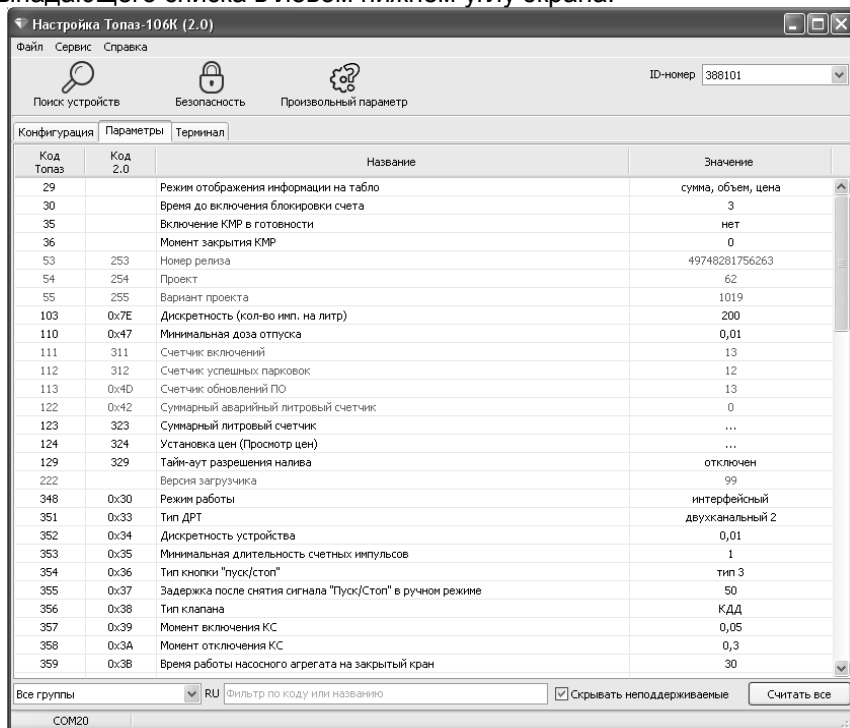 выпадающего списка в левом нижнем углу экрана.
Настройка Топаз-106К (2.0)
Файл Сервис Справка
Поиск устройств Безопасность Произвольный параметр ID-номер 388101
Конфигурация Параметры Терминал
Код Топаз Код 2.0 Название Значение
29 Режим отображения информации на табло сумма, объем, цена
30 Время до включения блокировки счета 3
35 Включение КМР в готовности нет
36 Момент закрытия КМР 0
53 253 Номер релиза 49748281756263
54 254 Проект 62
55 255 Вариант проекта 1019
103 0x7E Дискретность (кол-во имп. на литр) 200
110 0x47 Минимальная доза отпуска 0,01
111 311 Счетчик включений 13
112 312 Счетчик успешных парковок 12
113 0x4D Счетчик обновлений ПО 13
122 0x42 Суммарный аварийный литровый счетчик 0
123 323 Суммарный литровый счетчик ...
124 324 Установка цен (Просмотр цен) ...
129 329 Тайм-аут разрешения налива отключен
222 Версия загрузчика 99
348 0x30 Режим работы интерфейсный
351 0x33 Тип ДРТ двухканальный 2
352 0x34 Дискретность устройства 0,01
353 0x35 Минимальная длительность счетных импульсов 1
354 0x36 Тип кнопки "пуск/стоп" тип 3
355 0x37 Задержка после снятия сигнала "Пуск/Стоп" в ручном режиме 50
356 0x38 Тип клапана КДД
357 0x39 Момент включения КС 0,05
358 0x3A Момент отключения КС 0,3
359 0x3B Время работы насосного агрегата на закрытый кран 30
Все группы RU Фильтр по коду или названию Скрывать неподдерживаемые Считать все
COM20